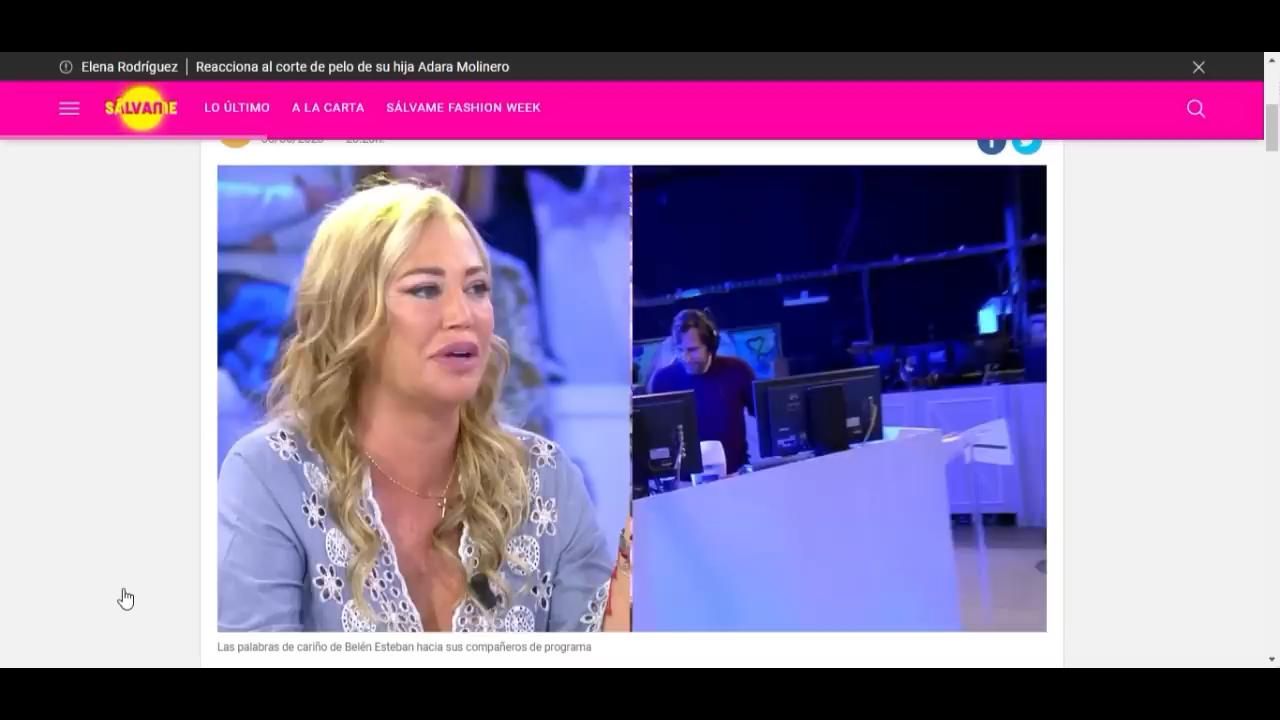 Elena Rodríguez | Reacciona al corte de pelo de su hija Adara Molinero
SÁLVAME
LO ÚLTIMO
A LA CARTA
SÁLVAME FASHION WEEK
Las palabras de cariño de Belén Esteban hacia sus compañeros de programa